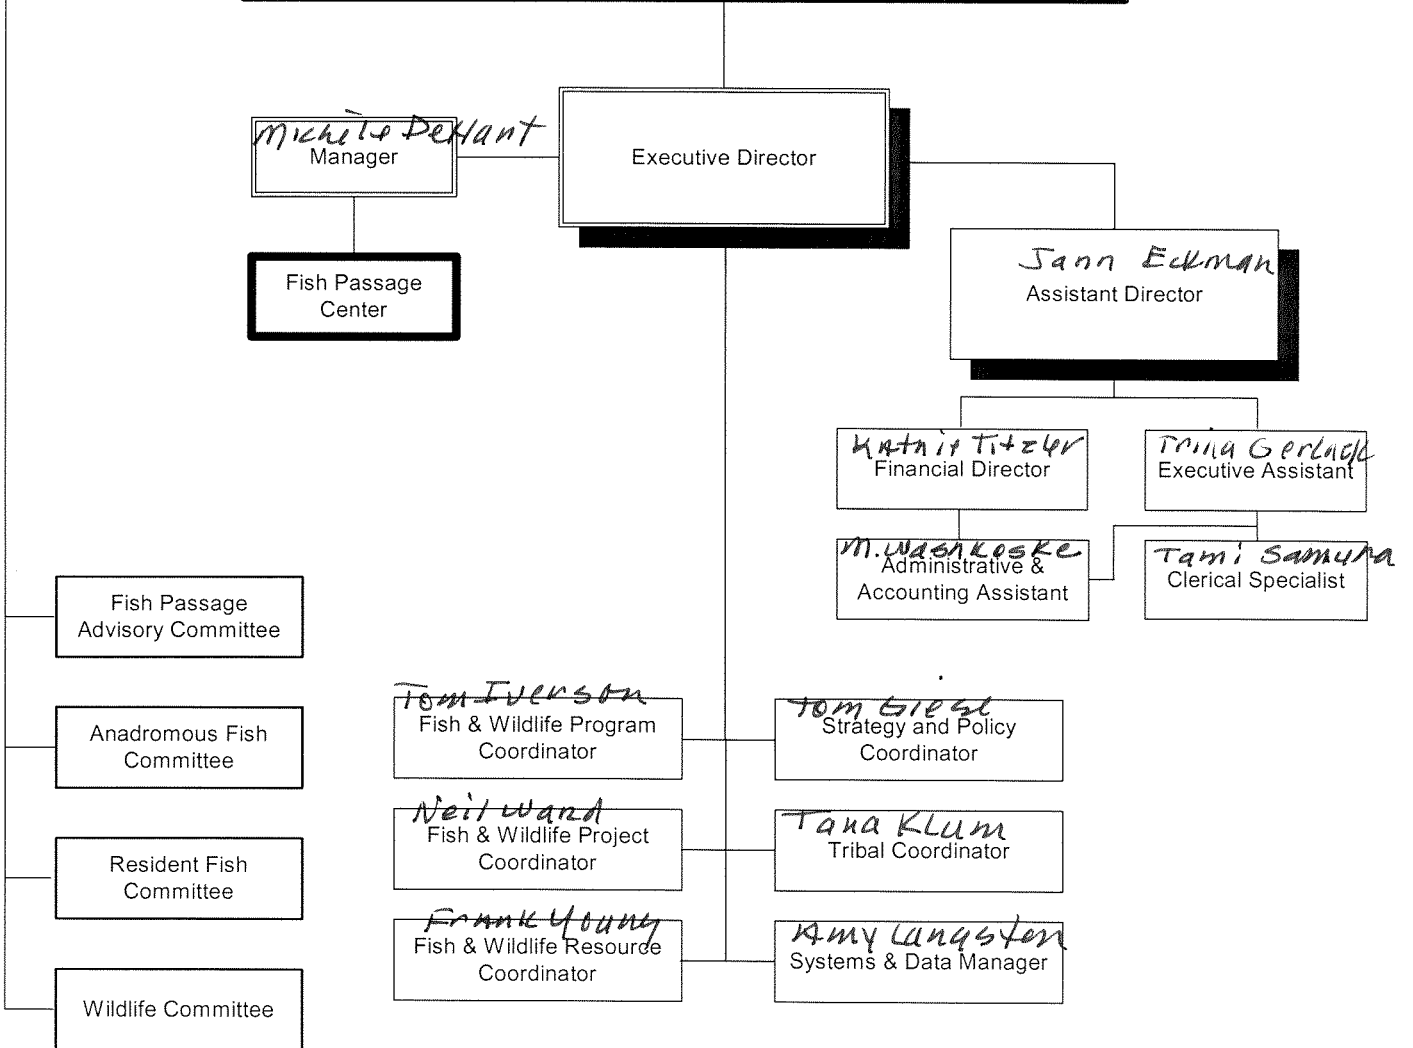 Michele DeHart
Manager
Executive Director
Fish Passage
Center
Jann Eckman
Assistant Director
Kathie Titzler
Financial Director
Trina Gerlack
Executive Assistant
M. Washkoske
Administrative &
Accounting Assistant
Tami Samura
Clerical Specialist
Fish Passage
Advisory Committee
Anadromous Fish
Committee
Resident Fish
Committee
Wildlife Committee
Tom Iverson
Fish & Wildlife Program
Coordinator
Tom Giese
Strategy and Policy
Coordinator
Neil Ward
Fish & Wildlife Project
Coordinator
Tana Klum
Tribal Coordinator
Frank Young
Fish & Wildlife Resource
Coordinator
Amy Langston
Systems & Data Manager